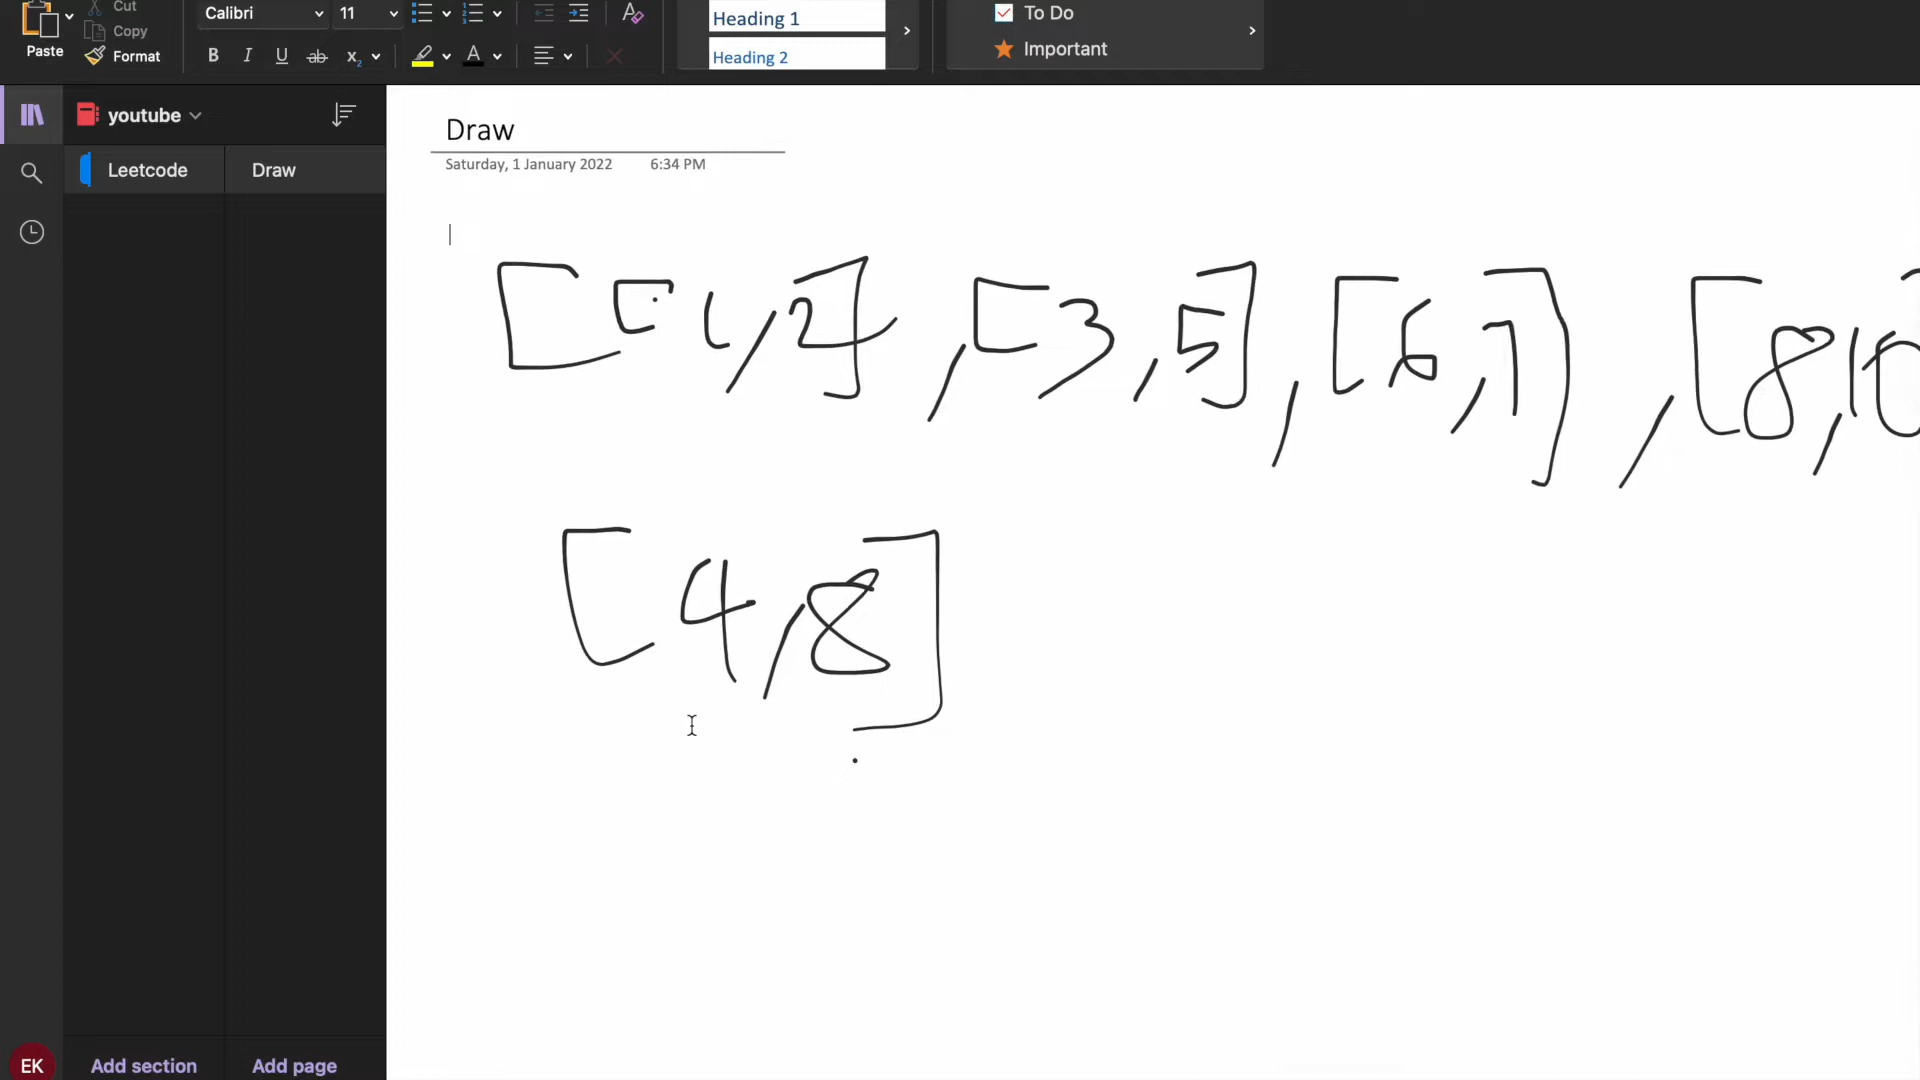 Cut
Calibri 11
Heading 1
To Do
Copy
Paste
Format
B I U ab x₂ A
Heading 2
Important
youtube
Draw
Saturday, 1 January 2022 6:34 PM
Leetcode
Draw
[[1,2],[3,5],[6,7],[8,10
[4,8]
EK
Add section
Add page